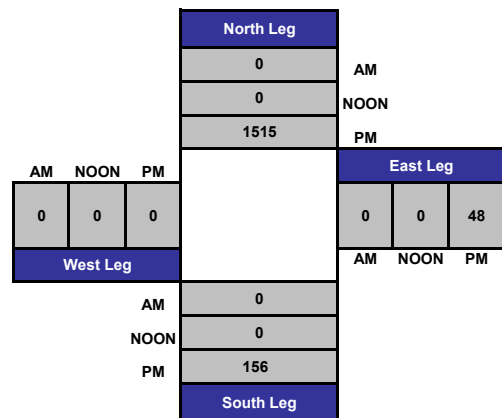 North Leg
0
AM
0
NOON
1515
PM
AM NOON PM
East Leg
0 0 0
0 0 48
West Leg
AM NOON PM
AM
0
NOON
0
PM
156
South Leg